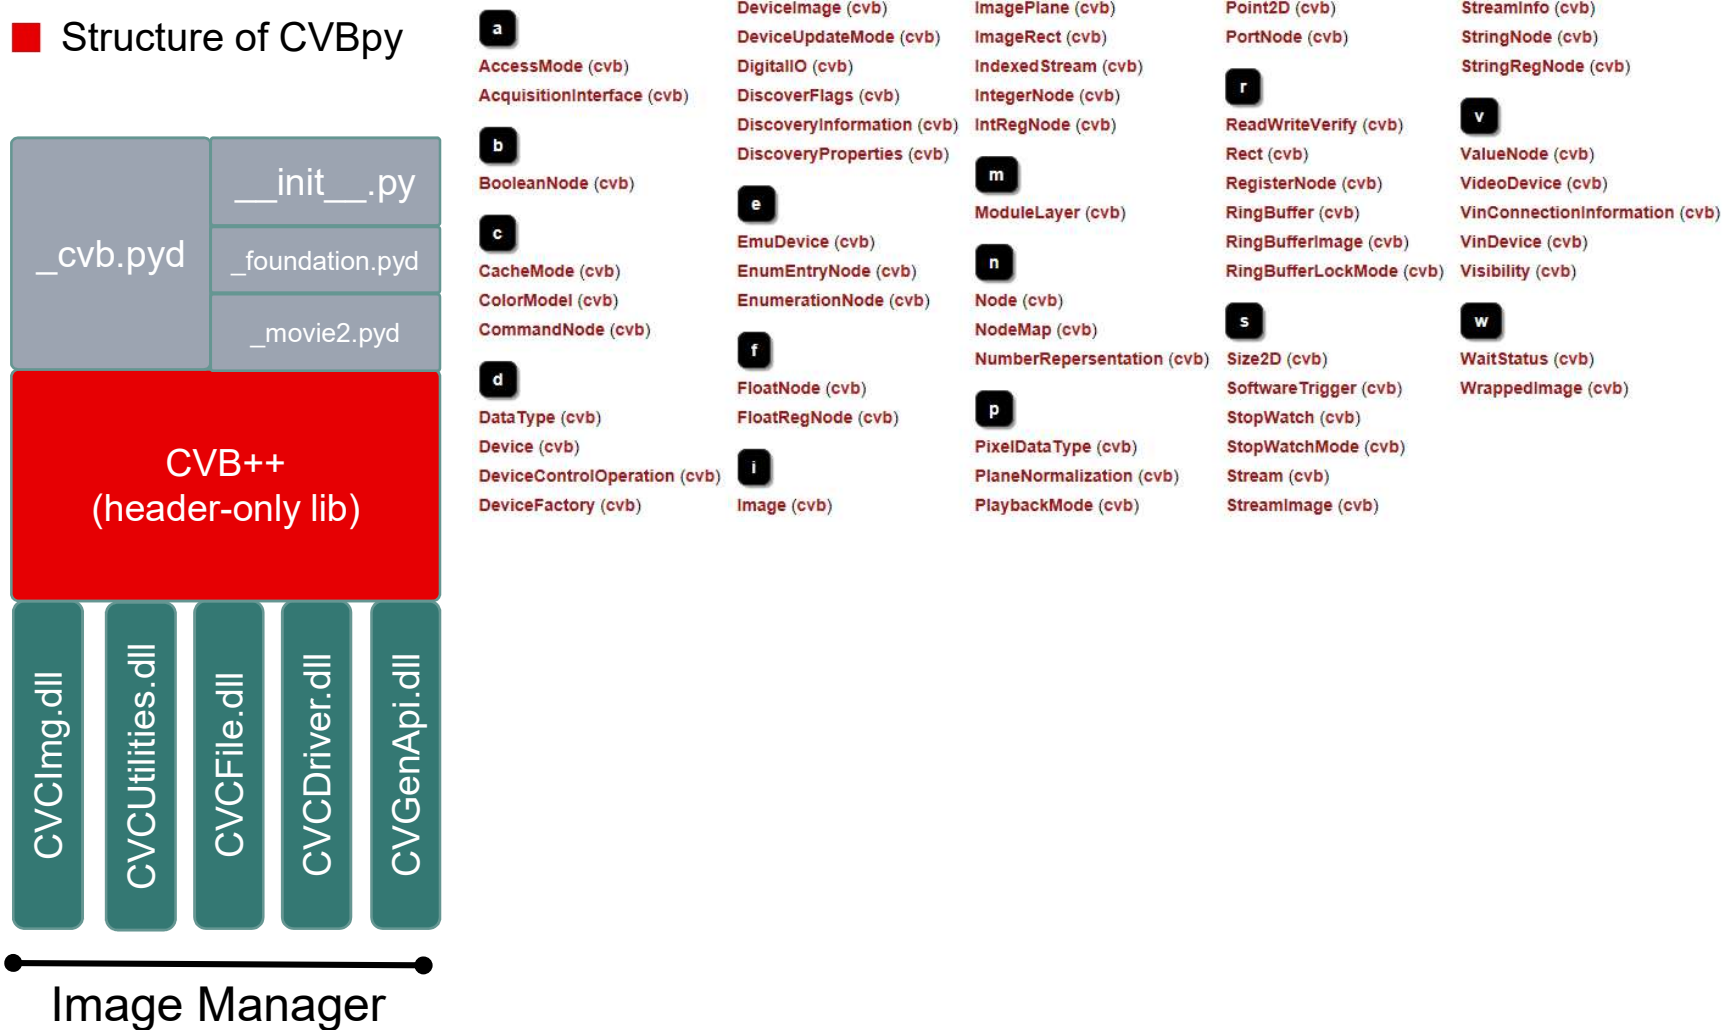 Structure of CVBpy
_cvb.pyd
__init__.py
_foundation.pyd
_movie2.pyd
CVB++
(header-only lib)
CVCImg.dll
CVCUtilities.dll
CVCFile.dll
CVCDriver.dll
CVGenApi.dll
Image Manager
a
AccessMode (cvb)
AcquisitionInterface (cvb)
b
BooleanNode (cvb)
c
CacheMode (cvb)
ColorModel (cvb)
CommandNode (cvb)
d
DataType (cvb)
Device (cvb)
DeviceControlOperation (cvb)
DeviceFactory (cvb)
DeviceImage (cvb)
DeviceUpdateMode (cvb)
DigitalIO (cvb)
DiscoverFlags (cvb)
DiscoveryInformation (cvb)
DiscoveryProperties (cvb)
e
EmuDevice (cvb)
EnumEntryNode (cvb)
EnumerationNode (cvb)
f
FloatNode (cvb)
FloatRegNode (cvb)
i
Image (cvb)
ImagePlane (cvb)
ImageRect (cvb)
IndexedStream (cvb)
IntegerNode (cvb)
IntRegNode (cvb)
m
ModuleLayer (cvb)
n
Node (cvb)
NodeMap (cvb)
NumberRepersentation (cvb)
p
PixelDataType (cvb)
PlaneNormalization (cvb)
PlaybackMode (cvb)
Point2D (cvb)
PortNode (cvb)
r
ReadWriteVerify (cvb)
Rect (cvb)
RegisterNode (cvb)
RingBuffer (cvb)
RingBufferImage (cvb)
RingBufferLockMode (cvb)
s
Size2D (cvb)
SoftwareTrigger (cvb)
StopWatch (cvb)
StopWatchMode (cvb)
Stream (cvb)
StreamImage (cvb)
StreamInfo (cvb)
StringNode (cvb)
StringRegNode (cvb)
v
ValueNode (cvb)
VideoDevice (cvb)
VinConnectionInformation (cvb)
VinDevice (cvb)
Visibility (cvb)
w
WaitStatus (cvb)
WrappedImage (cvb)